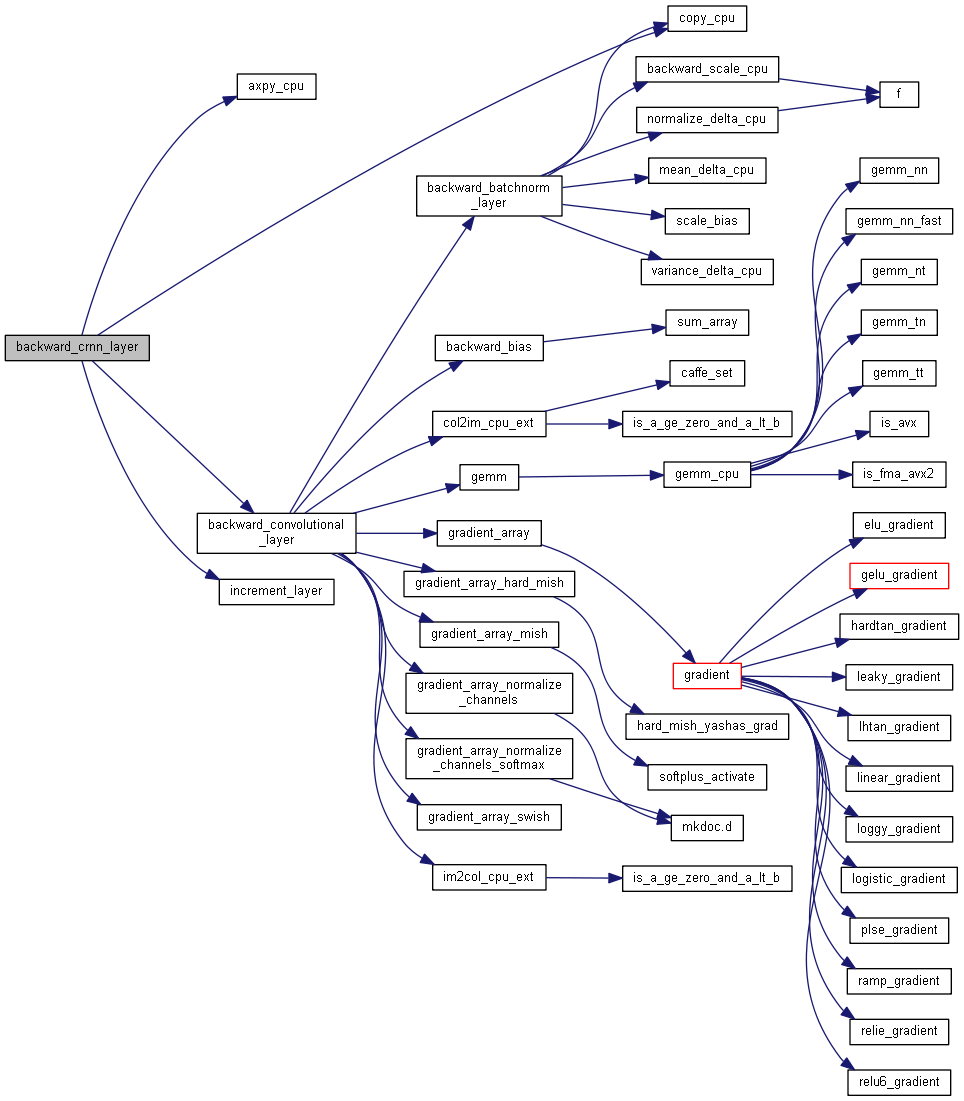 copy_cpu
axpy_cpu
backward_scale_cpu
f
normalize_delta_cpu
mean_delta_cpu
gemm_nn
backward_batchnorm
_layer
scale_bias
gemm_nn_fast
variance_delta_cpu
gemm_nt
sum_array
gemm_tn
backward_crnn_layer
backward_bias
caffe_set
gemm_tt
col2im_cpu_ext
is_a_ge_zero_and_a_lt_b
is_avx
gemm
gemm_cpu
is_fma_avx2
backward_convolutional
_layer
gradient_array
elu_gradient
gradient_array_hard_mish
gelu_gradient
increment_layer
gradient_array_mish
hardtan_gradient
gradient
leaky_gradient
gradient_array_normalize
_channels
hard_mish_yashas_grad
lhtan_gradient
gradient_array_normalize
_channels_softmax
softplus_activate
linear_gradient
gradient_array_swish
mkdoc.d
loggy_gradient
im2col_cpu_ext
is_a_ge_zero_and_a_lt_b
logistic_gradient
plse_gradient
ramp_gradient
relie_gradient
relu6_gradient